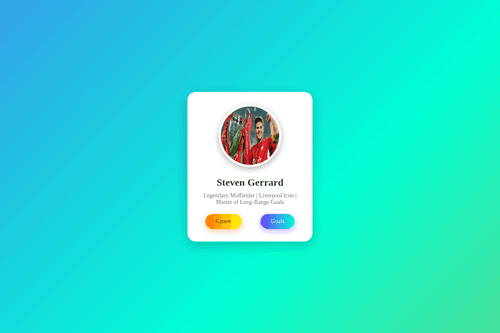 Steven Gerrard
Legendary Midfielder | Liverpool Icon |
Master of Long-Range Goals
Career
Goals